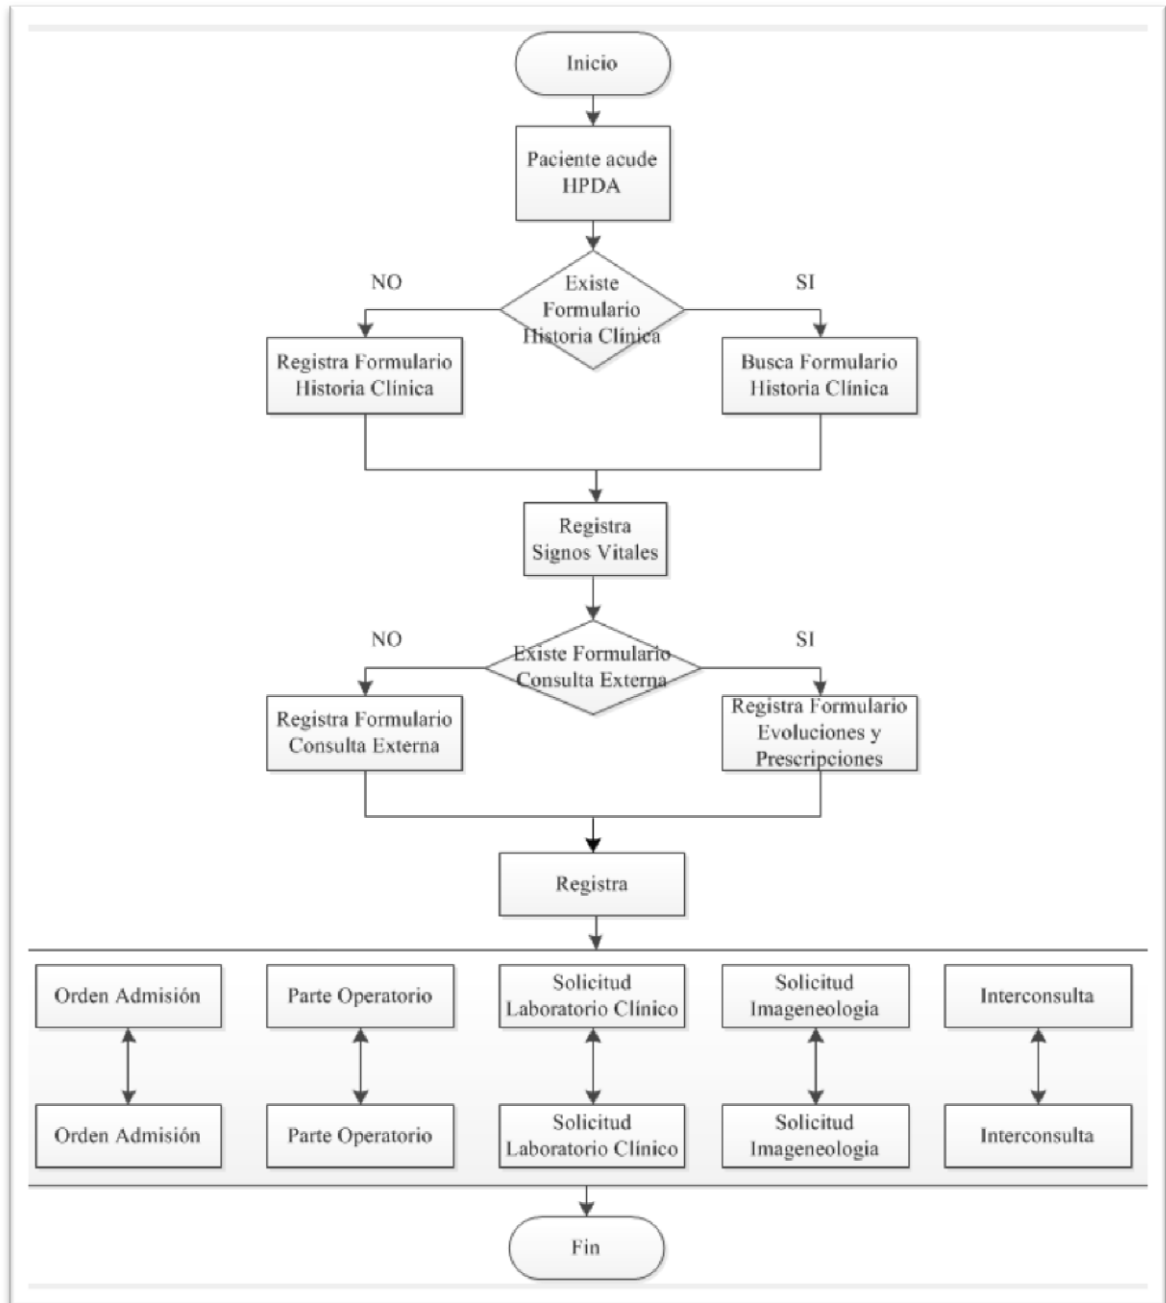 Inicio
Paciente acude
HPDA
NO
Existe
Formulario
Historia Clínica
SI
Registra Formulario
Historia Clínica
Busca Formulario
Historia Clínica
Registra
Signos Vitales
NO
Existe Formulario
Consulta Externa
SI
Registra Formulario
Consulta Externa
Registra Formulario
Evoluciones y
Prescripciones
Registra
Orden Admisión
Parte Operatorio
Solicitud
Laboratorio Clínico
Solicitud
Imageneologia
Interconsulta
Orden Admisión
Parte Operatorio
Solicitud
Laboratorio Clínico
Solicitud
Imageneologia
Interconsulta
Fin